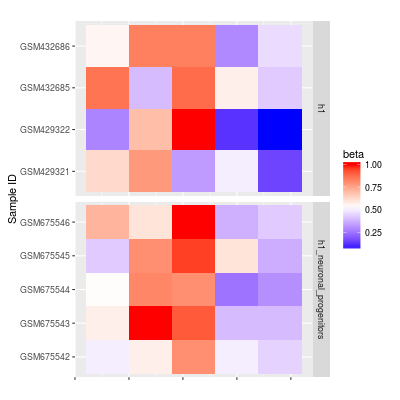 Sample ID
GSM432686
GSM432685
GSM429322
GSM429321
h1
GSM675546
GSM675545
GSM675544
GSM675543
GSM675542
h1_neuronal_progenitors
beta
1.00
0.75
0.50
0.25